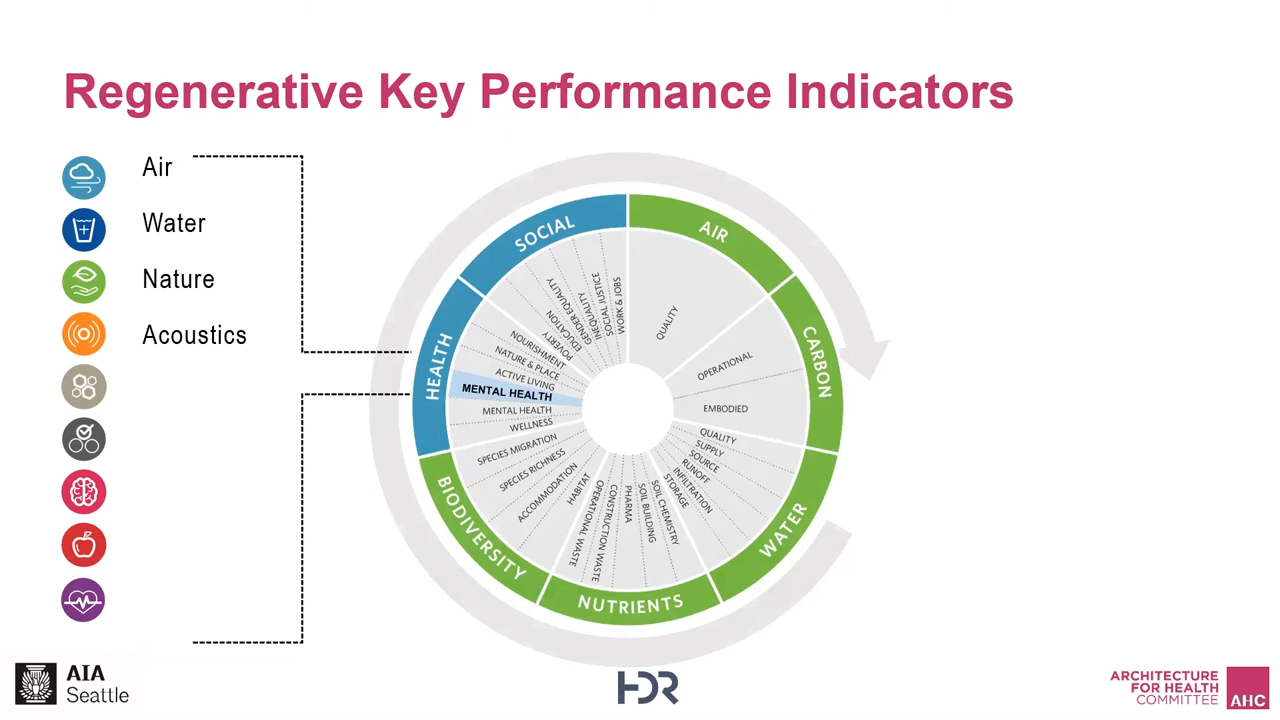 Regenerative Key Performance Indicators
Air
Water
Nature
Acoustics
SOCIAL
POVERTY
EDUCATION
GENDER EQUALITY
INEQUALITY
SOCIAL JUSTICE
WORK & JOBS
AIR
QUALITY
CARBON
OPERATIONAL
EMBODIED
WATER
QUALITY
SUPPLY
SOURCE
RUNOFF
INFILTRATION
STORAGE
NUTRIENTS
SOIL CHEMISTRY
SOIL BUILDING
PHARMA
CONSTRUCTION WASTE
OPERATIONAL WASTE
BIODIVERSITY
HABITAT
ACCOMMODATION
SPECIES RICHNESS
SPECIES MIGRATION
HEALTH
WELLNESS
MENTAL HEALTH
MENTAL HEALTH
ACTIVE LIVING
NATURE & PLACE
NOURISHMENT
AIA
Seattle
HDR
ARCHITECTURE
FOR HEALTH
COMMITTEE
AHC